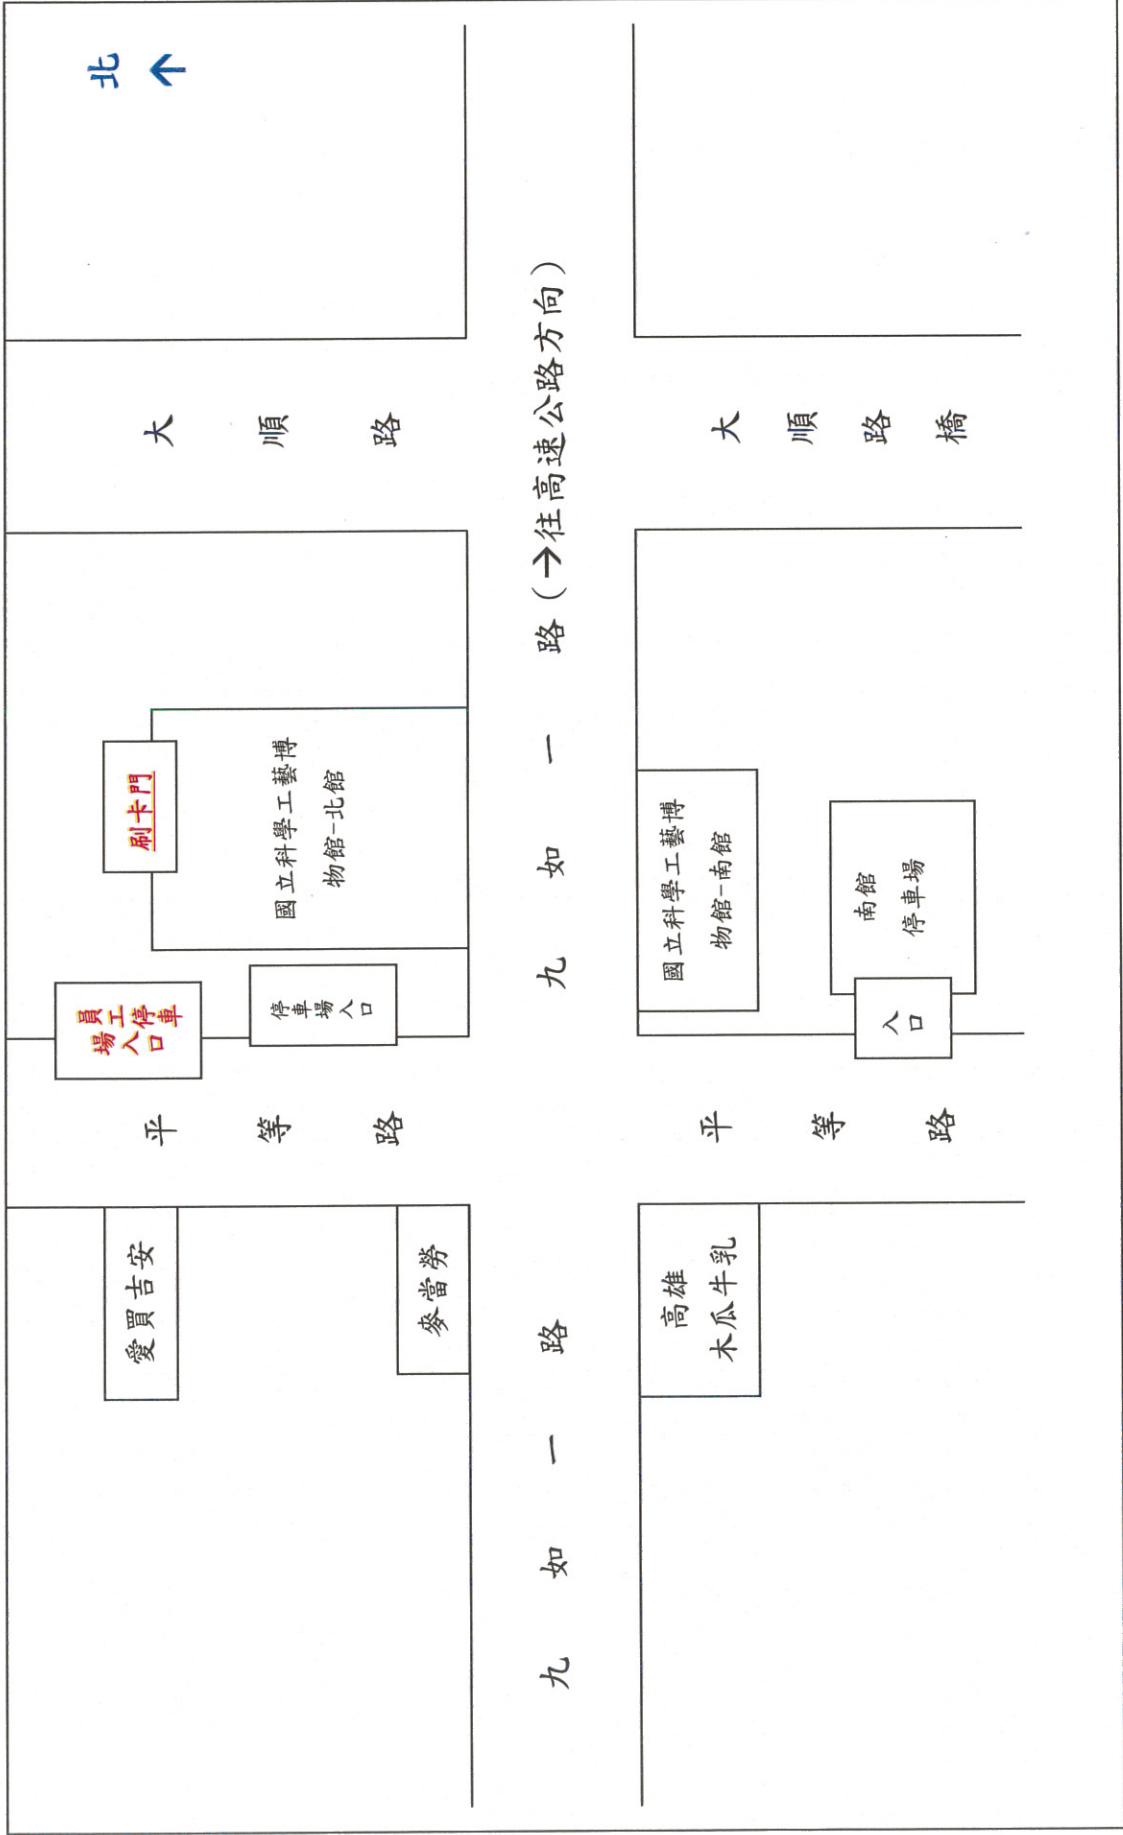 北
↑
大順路
刷卡門
國立科學工藝博
物館-北館
員工停車
場入口
停車場入口
平等路
愛買吉安
麥當勞
九如一路
九如一路(→往高速公路方向)
大順路橋
國立科學工藝博
物館-南館
南館
停車場
入口
平等路
高雄
木瓜牛乳